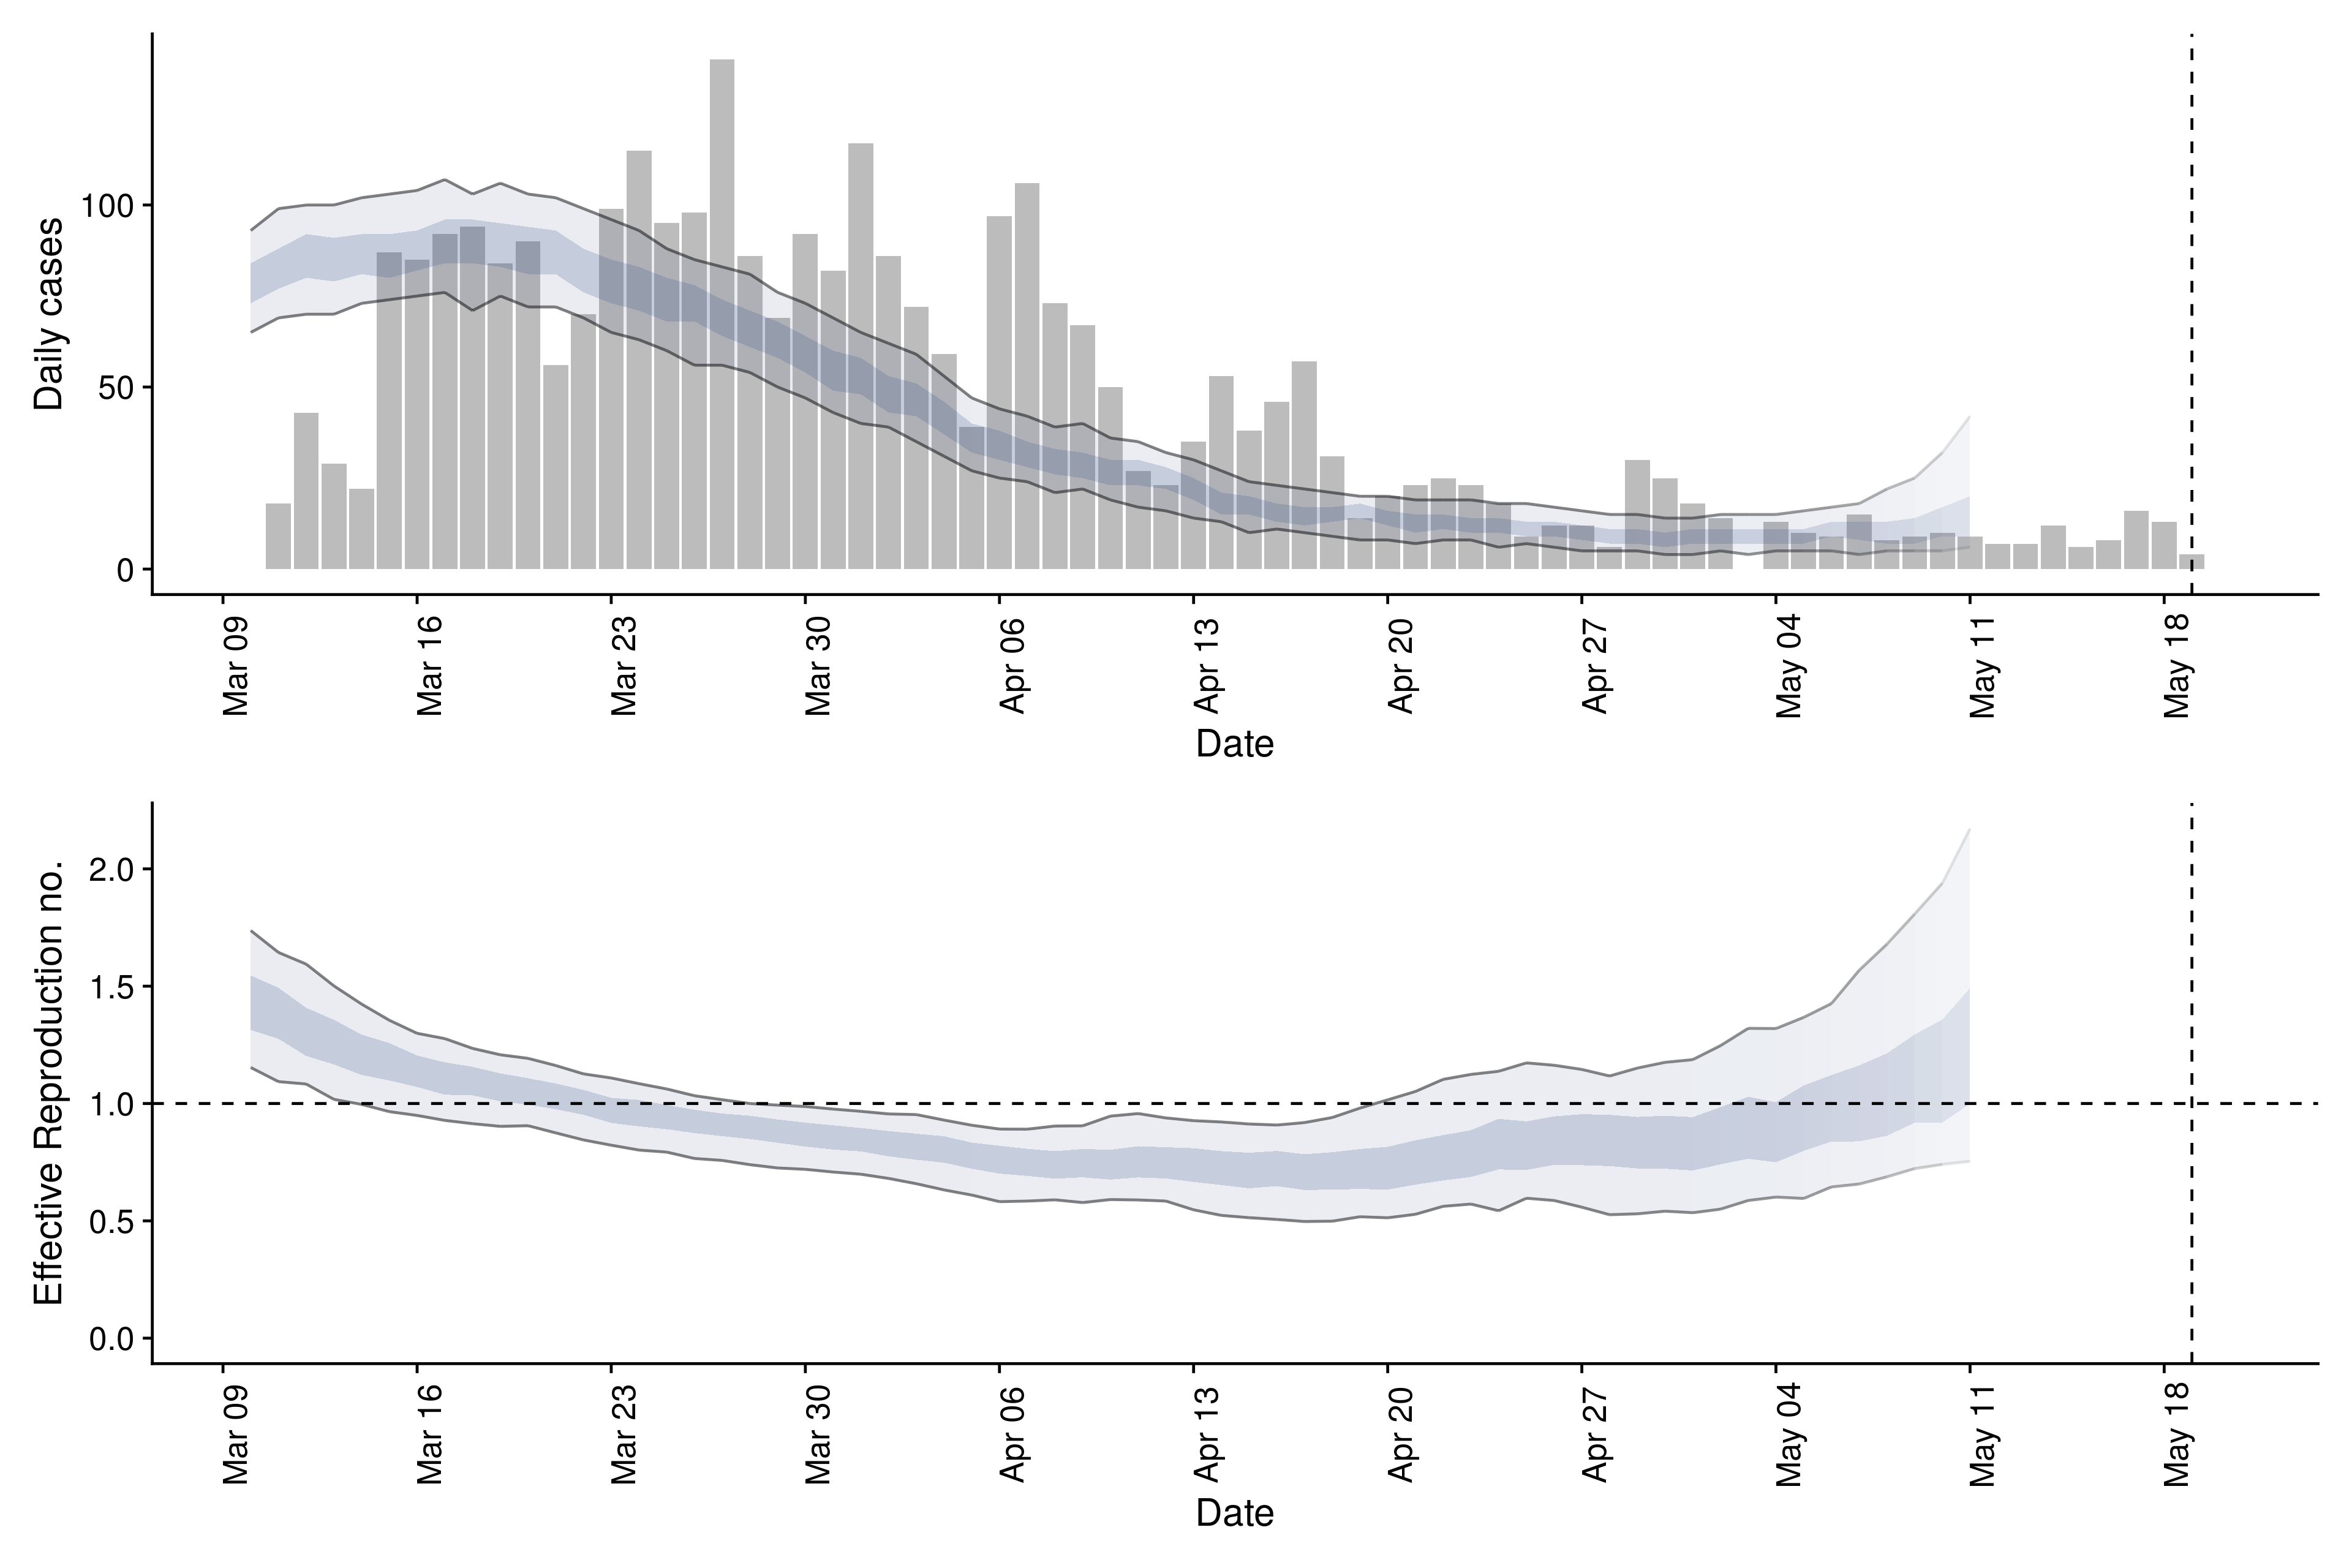 Daily cases
100
50
0
Mar 09
Mar 16
Mar 23
Mar 30
Apr 06
Apr 13
Apr 20
Apr 27
May 04
May 11
May 18
Date
Effective Reproduction no.
2.0
1.5
1.0
0.5
0.0
Mar 09
Mar 16
Mar 23
Mar 30
Apr 06
Apr 13
Apr 20
Apr 27
May 04
May 11
May 18
Date